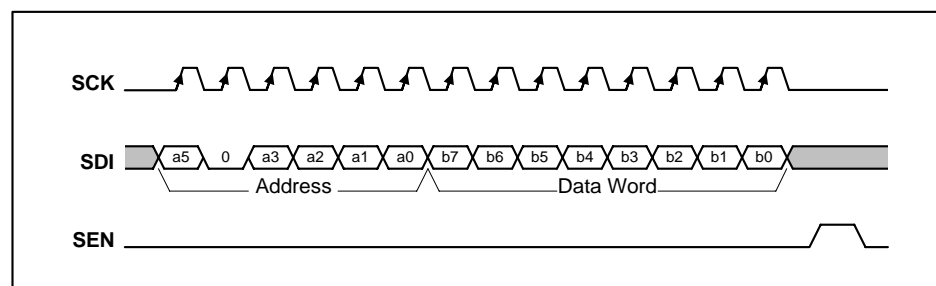 SCK
SDI a5 0 a3 a2 a1 a0 b7 b6 b5 b4 b3 b2 b1 b0
Address Data Word
SEN